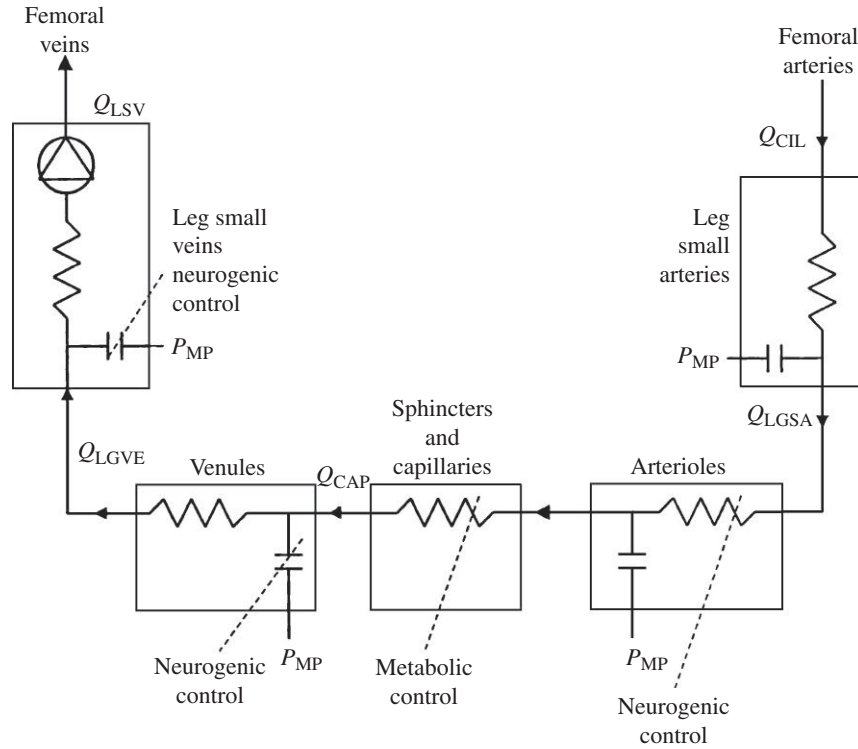 Femoral
veins
Q_LSV
Leg small
veins
neurogenic
control
P_MP
Q_LGVE
Venules
Neurogenic
control
P_MP
Q_CAP
Sphincters
and
capillaries
Metabolic
control
Arterioles
P_MP
Neurogenic
control
Femoral
arteries
Q_CIL
Leg
small
arteries
P_MP
Q_LGSA